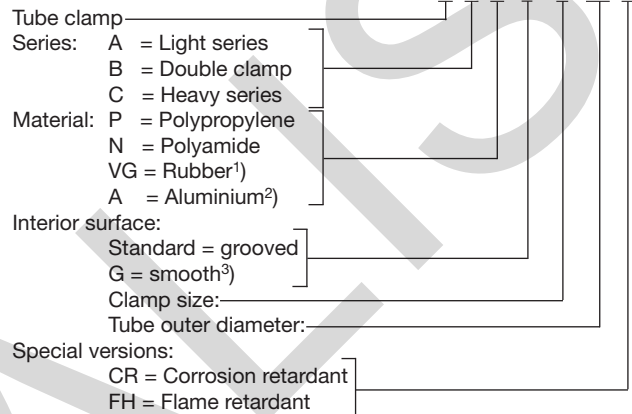 Tube clamp
Series: A = Light series
B = Double clamp
C = Heavy series
Material: P = Polypropylene
N = Polyamide
VG = Rubber¹)
A = Aluminium²)
Interior surface:
Standard = grooved
G = smooth³)
Clamp size:
Tube outer diameter:
Special versions:
CR = Corrosion retardant
FH = Flame retardant